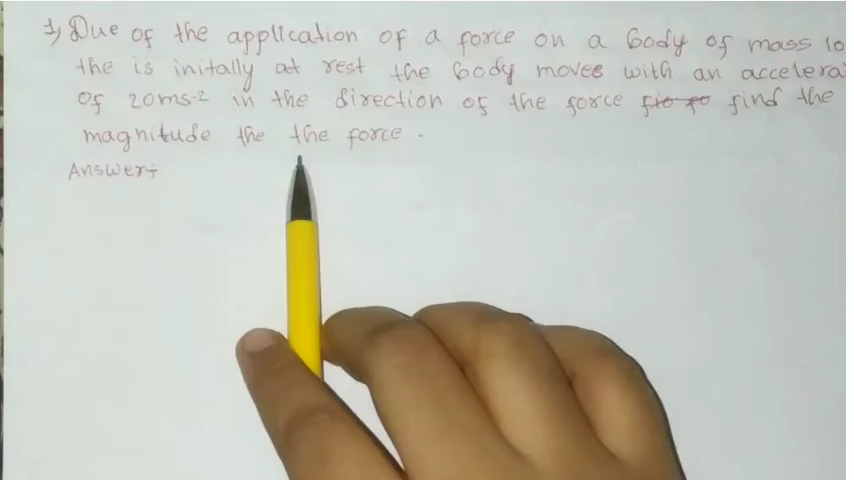 1) Due of the application of a force on a body of mass 10
the is initally at rest the body moves with an accelera
of 20ms-2 in the direction of the force find the
magnitude the the force .
Answer÷